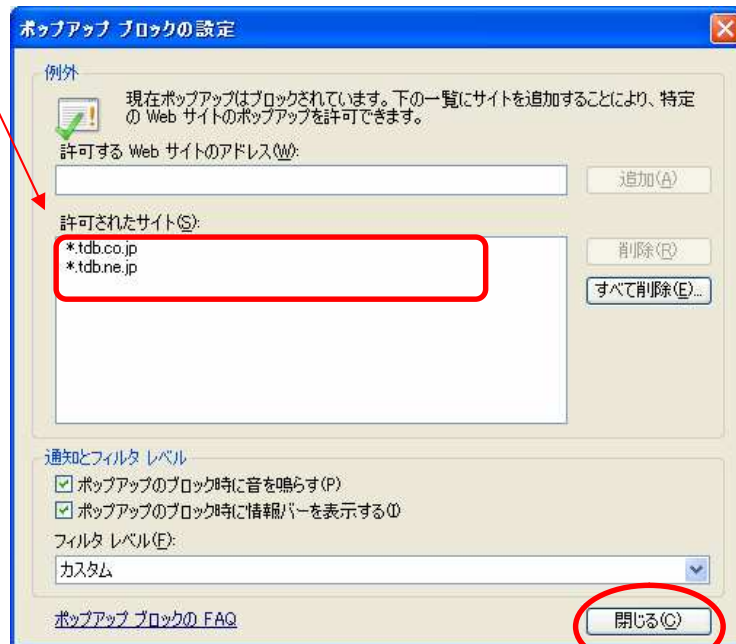 ポップアップ ブロックの設定
例外
現在ポップアップはブロックされています。下の一覧にサイトを追加することにより、特定
の Web サイトのポップアップを許可できます。
許可する Web サイトのアドレス(W):
追加(A)
許可されたサイト(S):
*.tdb.co.jp
*.tdb.ne.jp
削除(R)
すべて削除(E)...
通知とフィルタ レベル
ポップアップのブロック時に音を鳴らす(P)
ポップアップのブロック時に情報バーを表示する(I)
フィルタ レベル(F):
カスタム
ポップアップ ブロックの FAQ
閉じる(C)